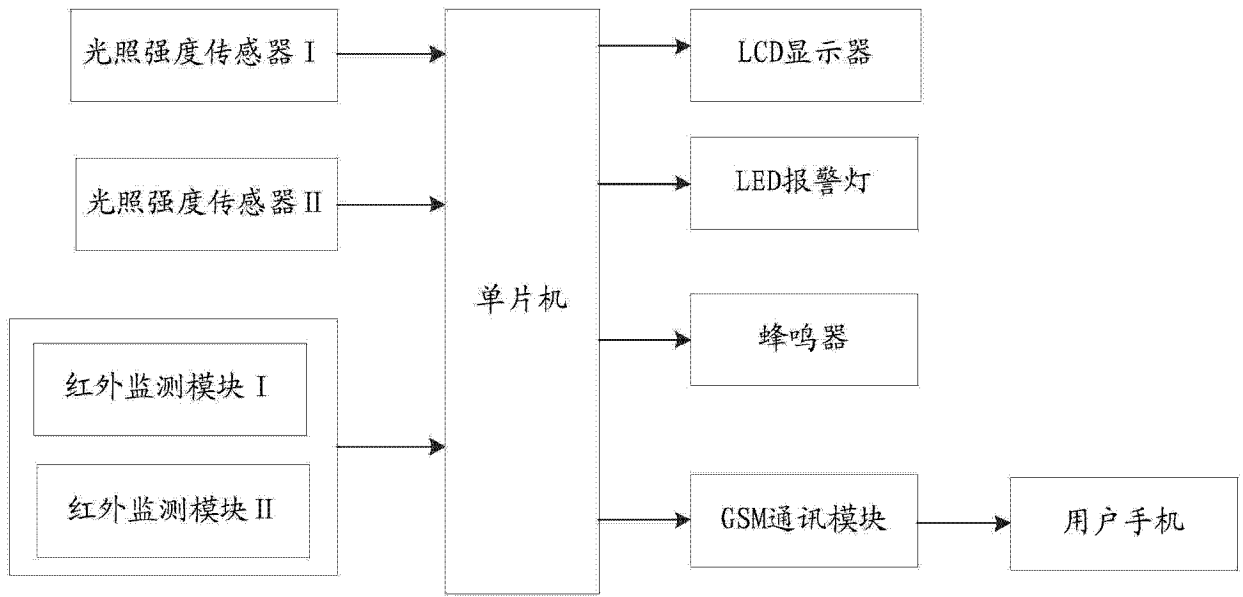 光照强度传感器Ⅰ
光照强度传感器Ⅱ
红外监测模块Ⅰ
红外监测模块Ⅱ
单片机
LCD显示器
LED报警灯
蜂鸣器
GSM通讯模块
用户手机